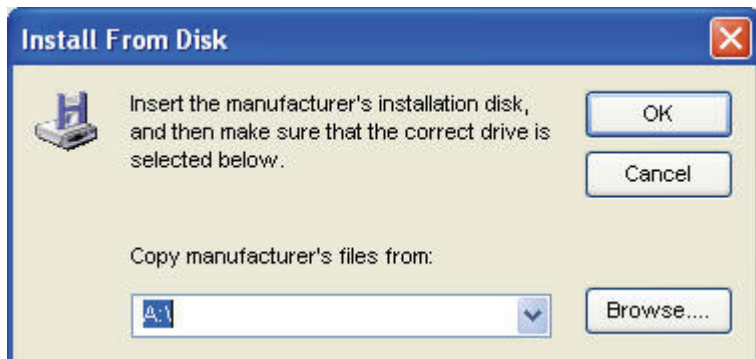 Install From Disk
Insert the manufacturer's installation disk,
and then make sure that the correct drive is
selected below.
OK
Cancel
Copy manufacturer's files from:
A:\
Browse....